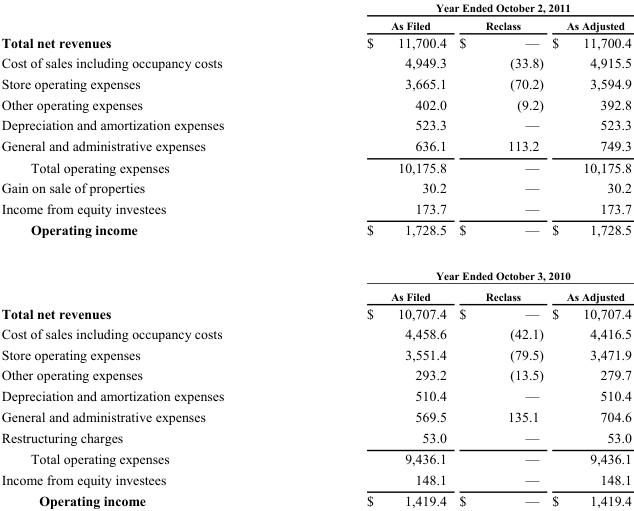 Year Ended October 2, 2011
As Filed Reclass As Adjusted
Total net revenues $ 11,700.4 $ — $ 11,700.4
Cost of sales including occupancy costs 4,949.3 (33.8) 4,915.5
Store operating expenses 3,665.1 (70.2) 3,594.9
Other operating expenses 402.0 (9.2) 392.8
Depreciation and amortization expenses 523.3 — 523.3
General and administrative expenses 636.1 113.2 749.3
Total operating expenses 10,175.8 — 10,175.8
Gain on sale of properties 30.2 — 30.2
Income from equity investees 173.7 — 173.7
Operating income $ 1,728.5 $ — $ 1,728.5
Year Ended October 3, 2010
As Filed Reclass As Adjusted
Total net revenues $ 10,707.4 $ — $ 10,707.4
Cost of sales including occupancy costs 4,458.6 (42.1) 4,416.5
Store operating expenses 3,551.4 (79.5) 3,471.9
Other operating expenses 293.2 (13.5) 279.7
Depreciation and amortization expenses 510.4 — 510.4
General and administrative expenses 569.5 135.1 704.6
Restructuring charges 53.0 — 53.0
Total operating expenses 9,436.1 — 9,436.1
Income from equity investees 148.1 — 148.1
Operating income $ 1,419.4 $ — $ 1,419.4